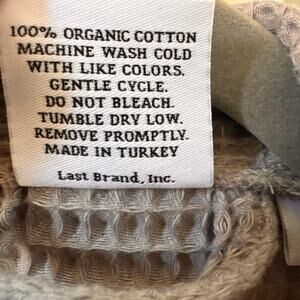 100% ORGANIC COTTON
MACHINE WASH COLD
WITH LIKE COLORS.
GENTLE CYCLE.
DO NOT BLEACH.
TUMBLE DRY LOW.
REMOVE PROMPTLY.
MADE IN TURKEY
Last Brand, Inc.